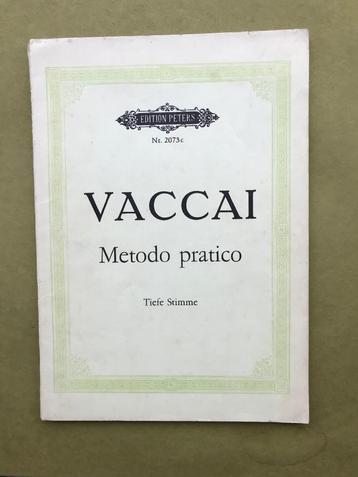 EDITION PETERS
Nr. 2073c
VACCAI
Metodo pratico
Tiefe Stimme